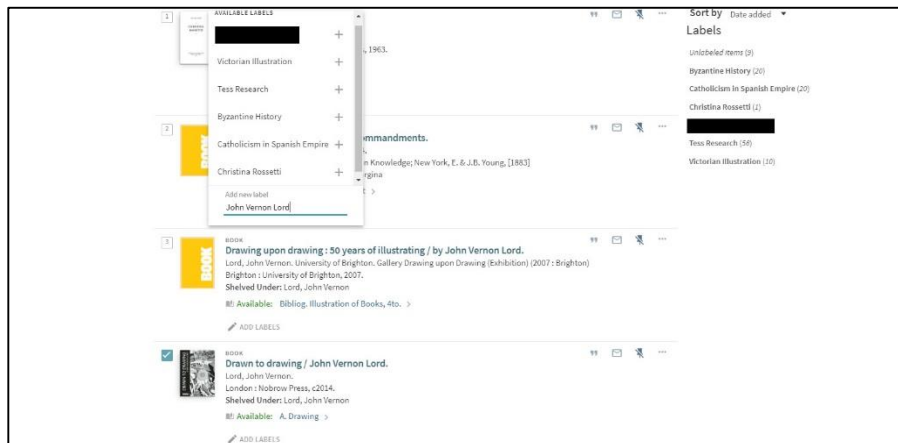 1
AVAILABLE LABELS
Victorian Illustration
Tess Research
Byzantine History
Catholicism in Spanish Empire
Christina Rossetti
Add new label
John Vernon Lord
, 1963.
2
BOOK
ommandments.
n Knowledge; New York, E. & J.B. Young, [1883]
rgina
3
BOOK
BOOK
Drawing upon drawing : 50 years of illustrating / by John Vernon Lord.
Lord, John Vernon. University of Brighton. Gallery Drawing upon Drawing (Exhibition) (2007 : Brighton)
Brighton : University of Brighton, 2007.
Shelved Under: Lord, John Vernon
Available: Bibliog. Illustration of Books, 4to. >
ADD LABELS
BOOK
Drawn to drawing / John Vernon Lord.
Lord, John Vernon.
London : Nobrow Press, c2014.
Shelved Under: Lord, John Vernon
Available: A. Drawing >
ADD LABELS
Sort by Date added
Labels
Unlabeled items (9)
Byzantine History (20)
Catholicism in Spanish Empire (20)
Christina Rossetti (1)
Tess Research (56)
Victorian Illustration (10)